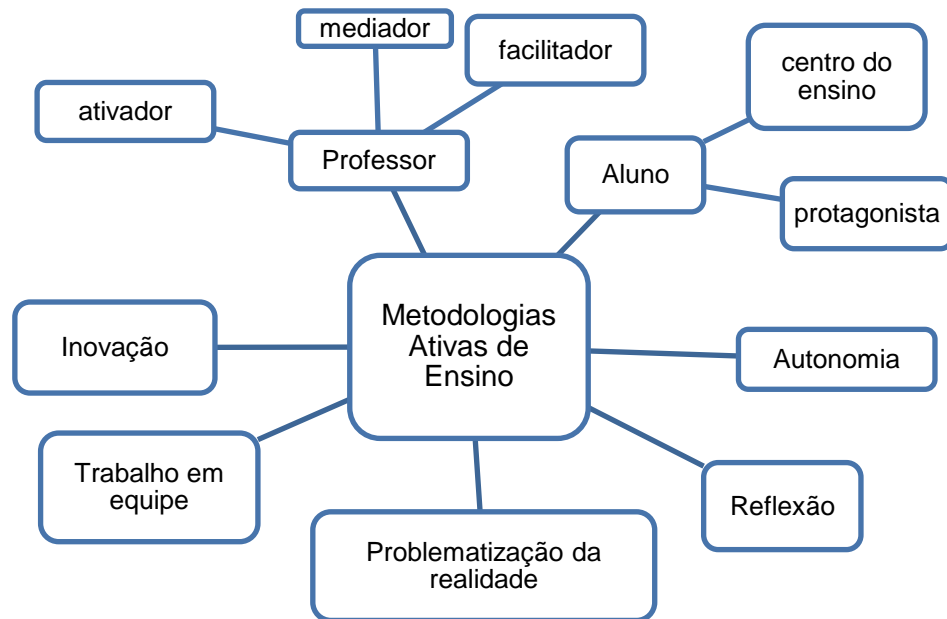 mediador
facilitador
centro do
ensino
ativador
Professor
Aluno
protagonista
Metodologias
Ativas de
Ensino
Inovação
Autonomia
Trabalho em
equipe
Reflexão
Problematização da
realidade